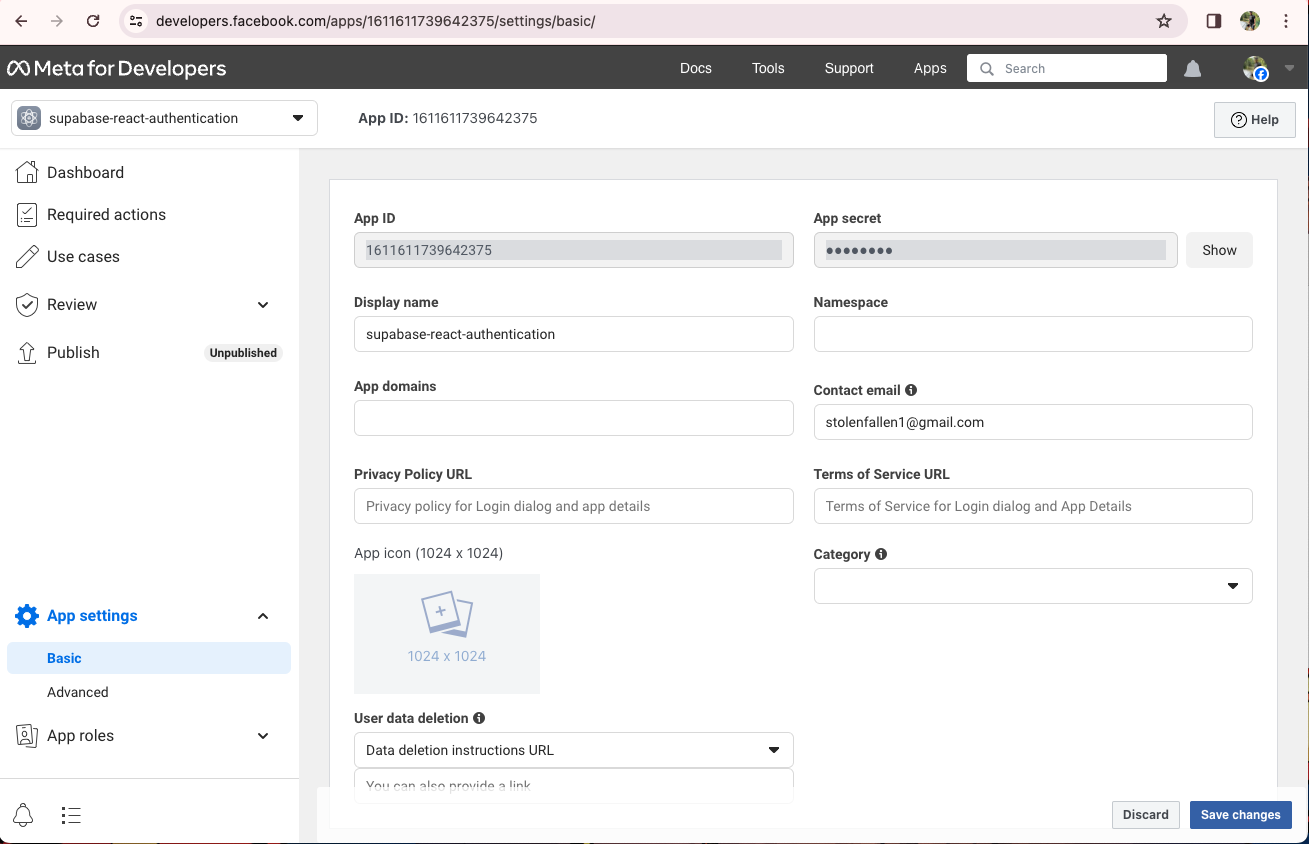 developers.facebook.com/apps/1611611739642375/settings/basic/
Meta for Developers
Docs
Tools
Support
Apps
Search
supabase-react-authentication
App ID: 1611611739642375
Help
Dashboard
Required actions
Use cases
Review
Publish
Unpublished
App settings
Basic
Advanced
App roles
App ID
1611611739642375
App secret
Show
Display name
supabase-react-authentication
Namespace
App domains
Contact email
stolenfallen1@gmail.com
Privacy Policy URL
Privacy policy for Login dialog and app details
Terms of Service URL
Terms of Service for Login dialog and App Details
App icon (1024 x 1024)
1024 x 1024
Category
User data deletion
Data deletion instructions URL
You can also provide a link
Discard
Save changes